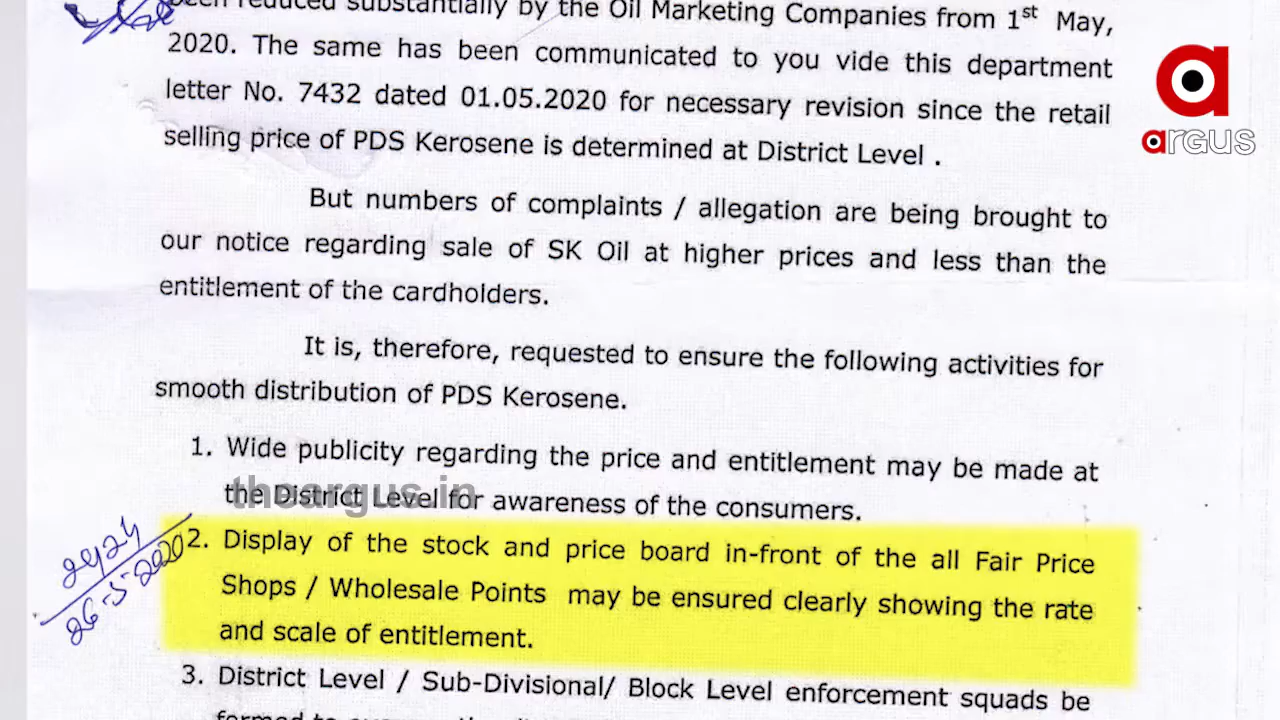 been reduced substantially by the Oil Marketing Companies from 1st May,
2020. The same has been communicated to you vide this department
letter No. 7432 dated 01.05.2020 for necessary revision since the retail
selling price of PDS Kerosene is determined at District Level .
But numbers of complaints / allegation are being brought to
our notice regarding sale of SK Oil at higher prices and less than the
entitlement of the cardholders.
It is, therefore, requested to ensure the following activities for
smooth distribution of PDS Kerosene.
1. Wide publicity regarding the price and entitlement may be made at
the District Level for awareness of the consumers.
2. Display of the stock and price board in-front of the all Fair Price
Shops / Wholesale Points may be ensured clearly showing the rate
and scale of entitlement.
3. District Level / Sub-Divisional/ Block Level enforcement squads be
argus
theargus.in
26-5-2020